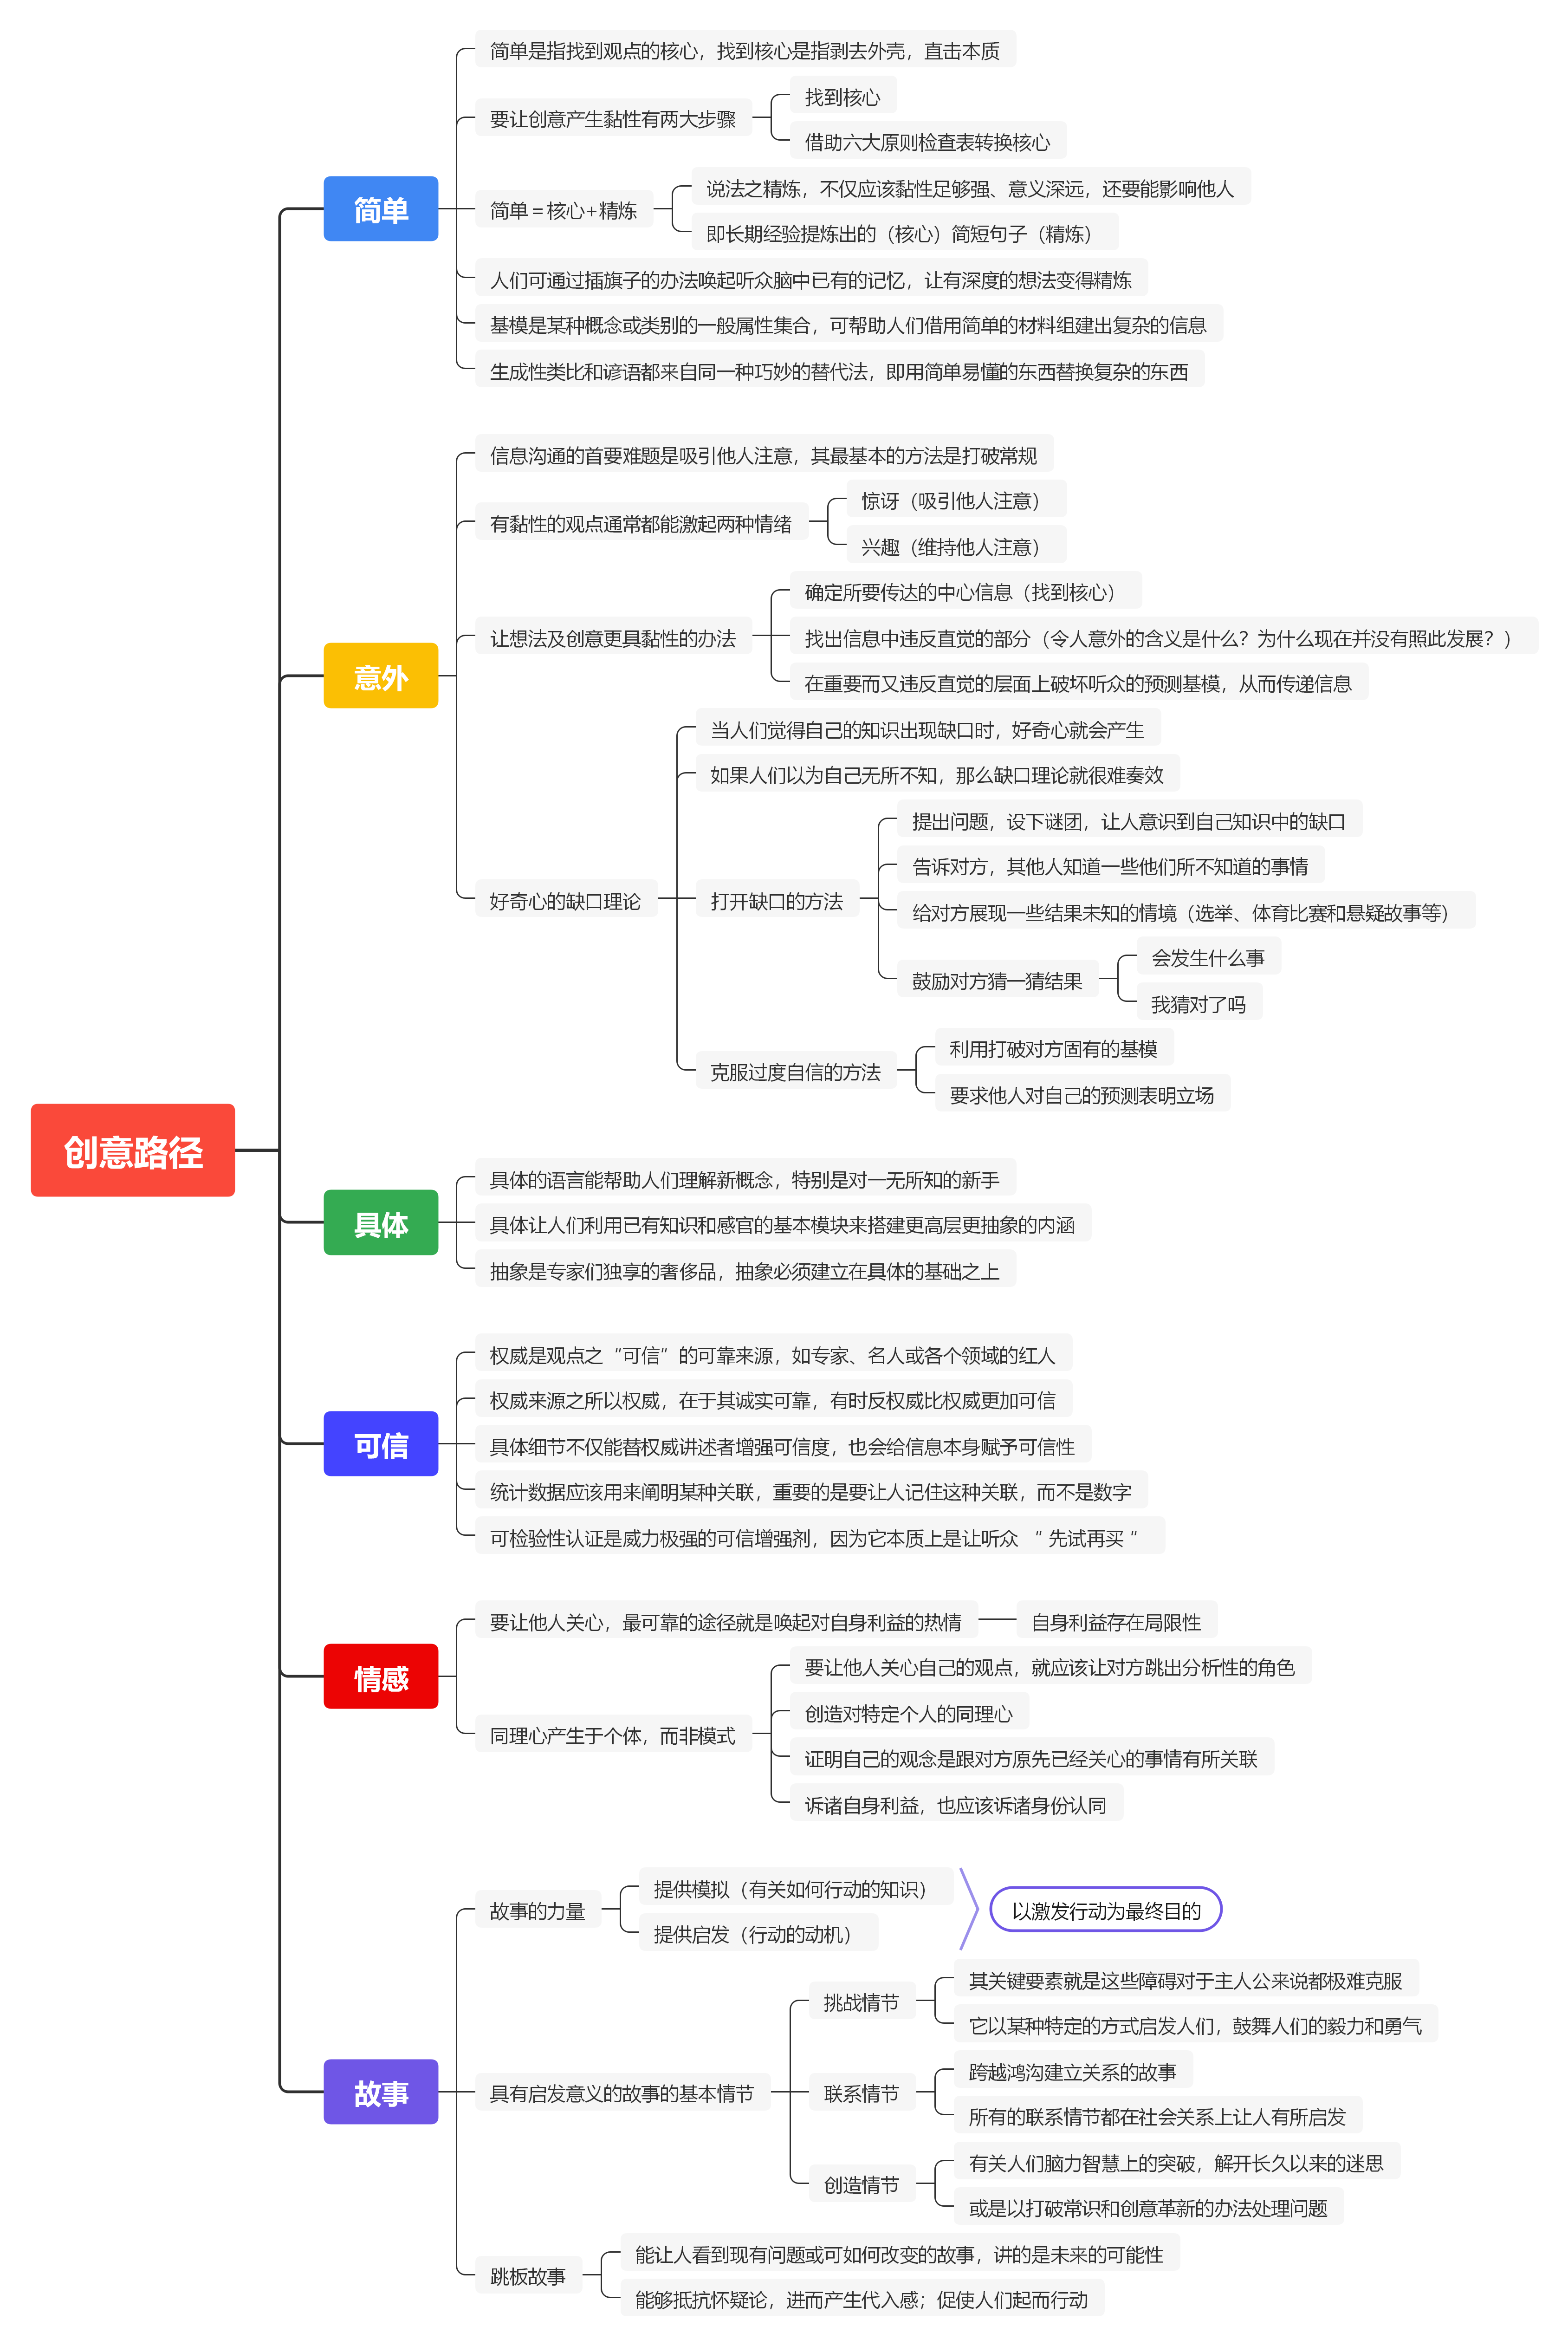 创意路径
简单
简单是指找到观点的核心，找到核心是指剥去外壳，直击本质
要让创意产生黏性有两大步骤
找到核心
借助六大原则检查表转换核心
简单＝核心+精炼
说法之精炼，不仅应该黏性足够强、意义深远，还要能影响他人
即长期经验提炼出的（核心）简短句子（精炼）
人们可通过插旗子的办法唤起听众脑中已有的记忆，让有深度的想法变得精炼
基模是某种概念或类别的一般属性集合，可帮助人们借用简单的材料组建出复杂的信息
生成性类比和谚语都来自同一种巧妙的替代法，即用简单易懂的东西替换复杂的东西
意外
信息沟通的首要难题是吸引他人注意，其最基本的方法是打破常规
有黏性的观点通常都能激起两种情绪
惊讶（吸引他人注意）
兴趣（维持他人注意）
让想法及创意更具黏性的办法
确定所要传达的中心信息（找到核心）
找出信息中违反直觉的部分（令人意外的含义是什么？为什么现在并没有照此发展？）
在重要而又违反直觉的层面上破坏听众的预测基模，从而传递信息
好奇心的缺口理论
当人们觉得自己的知识出现缺口时，好奇心就会产生
如果人们以为自己无所不知，那么缺口理论就很难奏效
打开缺口的方法
提出问题，设下谜团，让人意识到自己知识中的缺口
告诉对方，其他人知道一些他们所不知道的事情
给对方展现一些结果未知的情境（选举、体育比赛和悬疑故事等）
鼓励对方猜一猜结果
会发生什么事
我猜对了吗
克服过度自信的方法
利用打破对方固有的基模
要求他人对自己的预测表明立场
具体
具体的语言能帮助人们理解新概念，特别是对一无所知的新手
具体让人们利用已有知识和感官的基本模块来搭建更高层更抽象的内涵
抽象是专家们独享的奢侈品，抽象必须建立在具体的基础之上
可信
权威是观点之“可信”的可靠来源，如专家、名人或各个领域的红人
权威来源之所以权威，在于其诚实可靠，有时反权威比权威更加可信
具体细节不仅能替权威讲述者增强可信度，也会给信息本身赋予可信性
统计数据应该用来阐明某种关联，重要的是要让人记住这种关联，而不是数字
可检验性认证是威力极强的可信增强剂，因为它本质上是让听众 “ 先试再买 “
情感
要让他人关心，最可靠的途径就是唤起对自身利益的热情
自身利益存在局限性
同理心产生于个体，而非模式
要让他人关心自己的观点，就应该让对方跳出分析性的角色
创造对特定个人的同理心
证明自己的观念是跟对方原先已经关心的事情有所关联
诉诸自身利益，也应该诉诸身份认同
故事
故事的力量
提供模拟（有关如何行动的知识）
提供启发（行动的动机）
以激发行动为最终目的
具有启发意义的故事的基本情节
挑战情节
其关键要素就是这些障碍对于主人公来说都极难克服
它以某种特定的方式启发人们，鼓舞人们的毅力和勇气
联系情节
跨越鸿沟建立关系的故事
所有的联系情节都在社会关系上让人有所启发
创造情节
有关人们脑力智慧上的突破，解开长久以来的迷思
或是以打破常识和创意革新的办法处理问题
跳板故事
能让人看到现有问题或可如何改变的故事，讲的是未来的可能性
能够抵抗怀疑论，进而产生代入感；促使人们起而行动